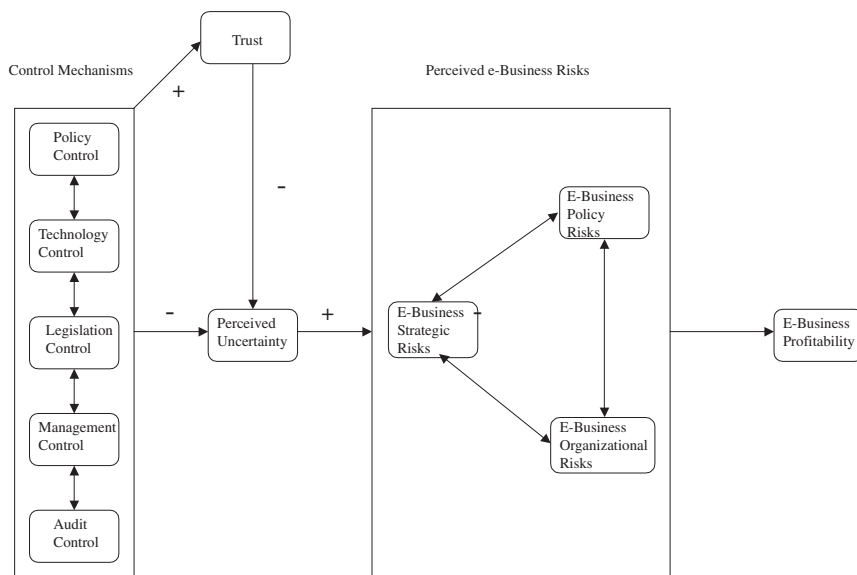 Trust
Control Mechanisms
Perceived e-Business Risks
+
Policy
Control
-
E-Business
Policy
Risks
Technology
Control
-
+
-
Legislation
Control
Perceived
Uncertainty
E-Business
Strategic
Risks
E-Business
Profitability
Management
Control
E-Business
Organizational
Risks
Audit
Control